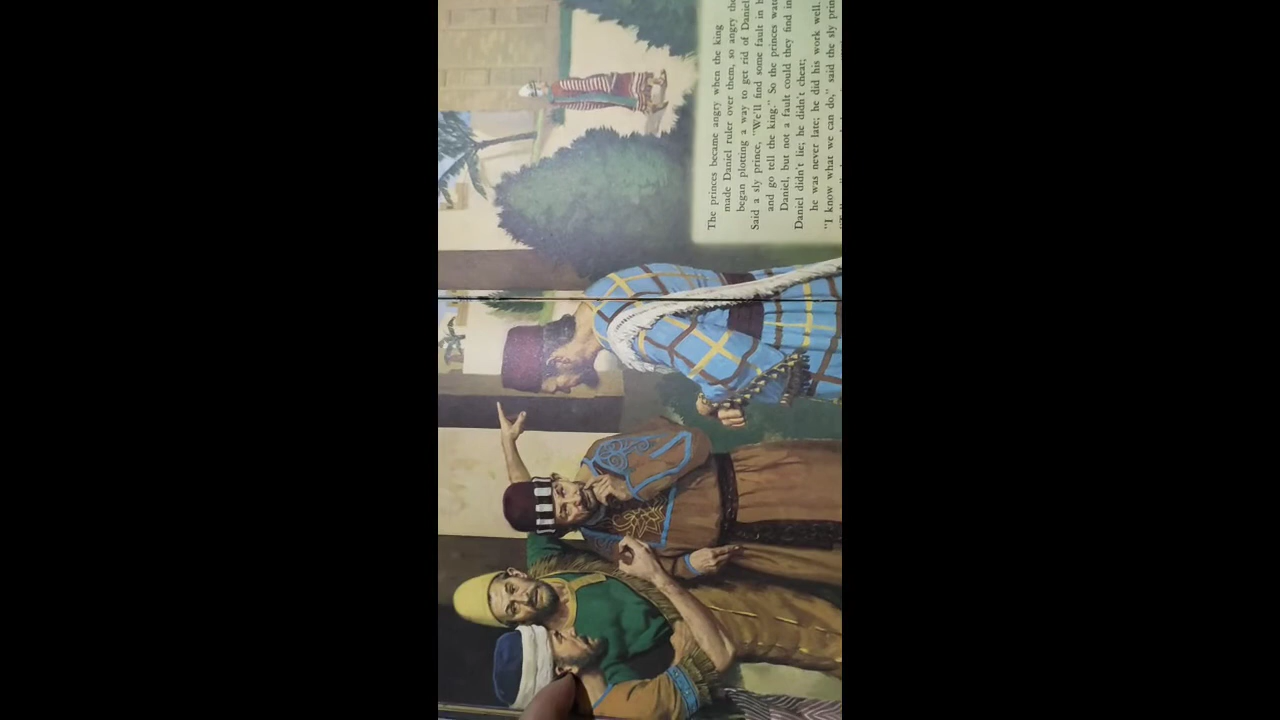 The princes became angry when the king
made Daniel ruler over them, so angry the
began plotting a way to get rid of Daniel
Said a sly prince, "We'll find some fault in h
and go tell the king." So the princes watc
Daniel, but not a fault could they find in
Daniel didn't lie; he didn't cheat;
he was never late; he did his work well.
"I know what we can do," said the sly prin